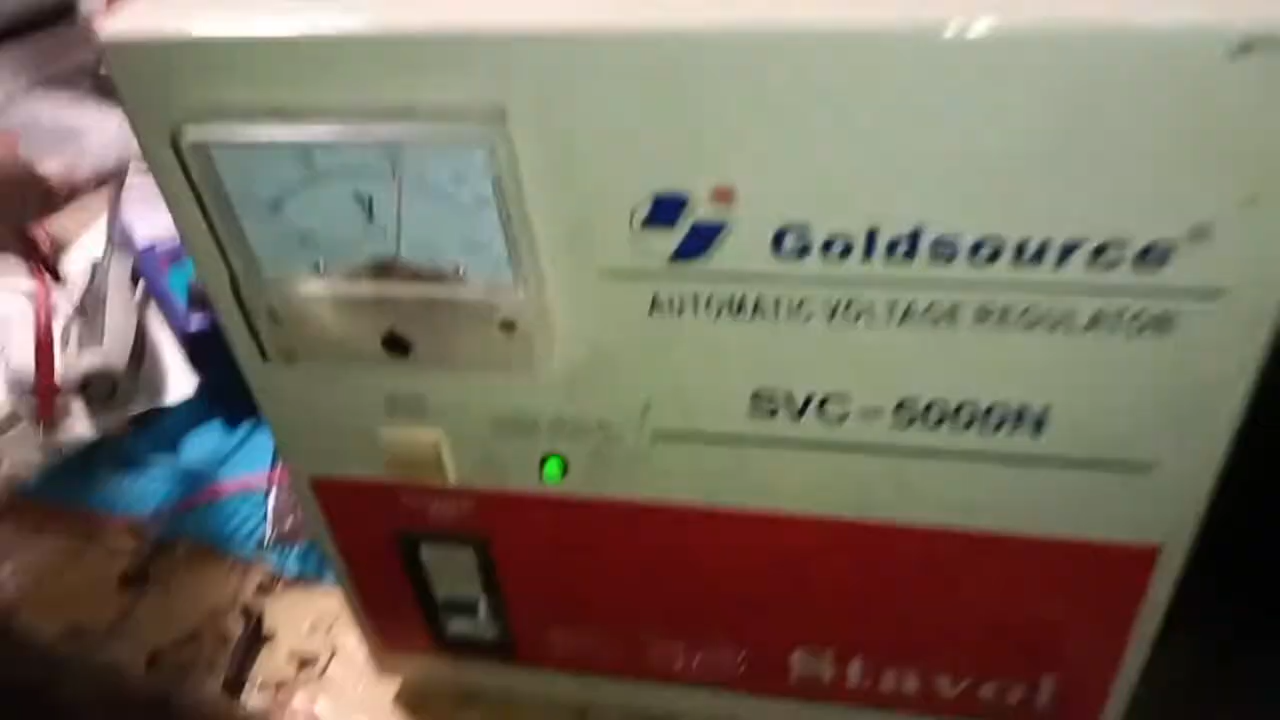 V
Goldsource®
AUTOMATIC VOLTAGE REGULATOR
SVC-5000N
Stavol